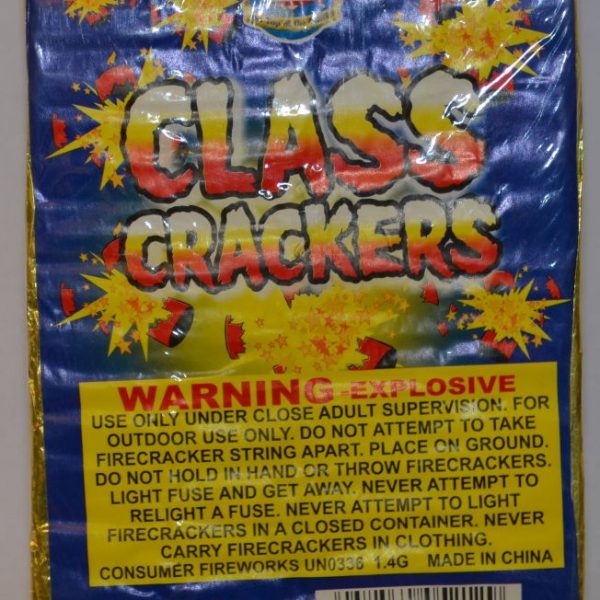 CLASS
CRACKERS
WARNING-EXPLOSIVE
USE ONLY UNDER CLOSE ADULT SUPERVISION. FOR
OUTDOOR USE ONLY. DO NOT ATTEMPT TO TAKE
FIRECRACKER STRING APART. PLACE ON GROUND.
DO NOT HOLD IN HAND OR THROW FIRECRACKERS.
LIGHT FUSE AND GET AWAY. NEVER ATTEMPT TO
RELIGHT A FUSE. NEVER ATTEMPT TO LIGHT
FIRECRACKERS IN A CLOSED CONTAINER. NEVER
CARRY FIRECRACKERS IN CLOTHING.
CONSUMER FIREWORKS UN0336 1.4G MADE IN CHINA